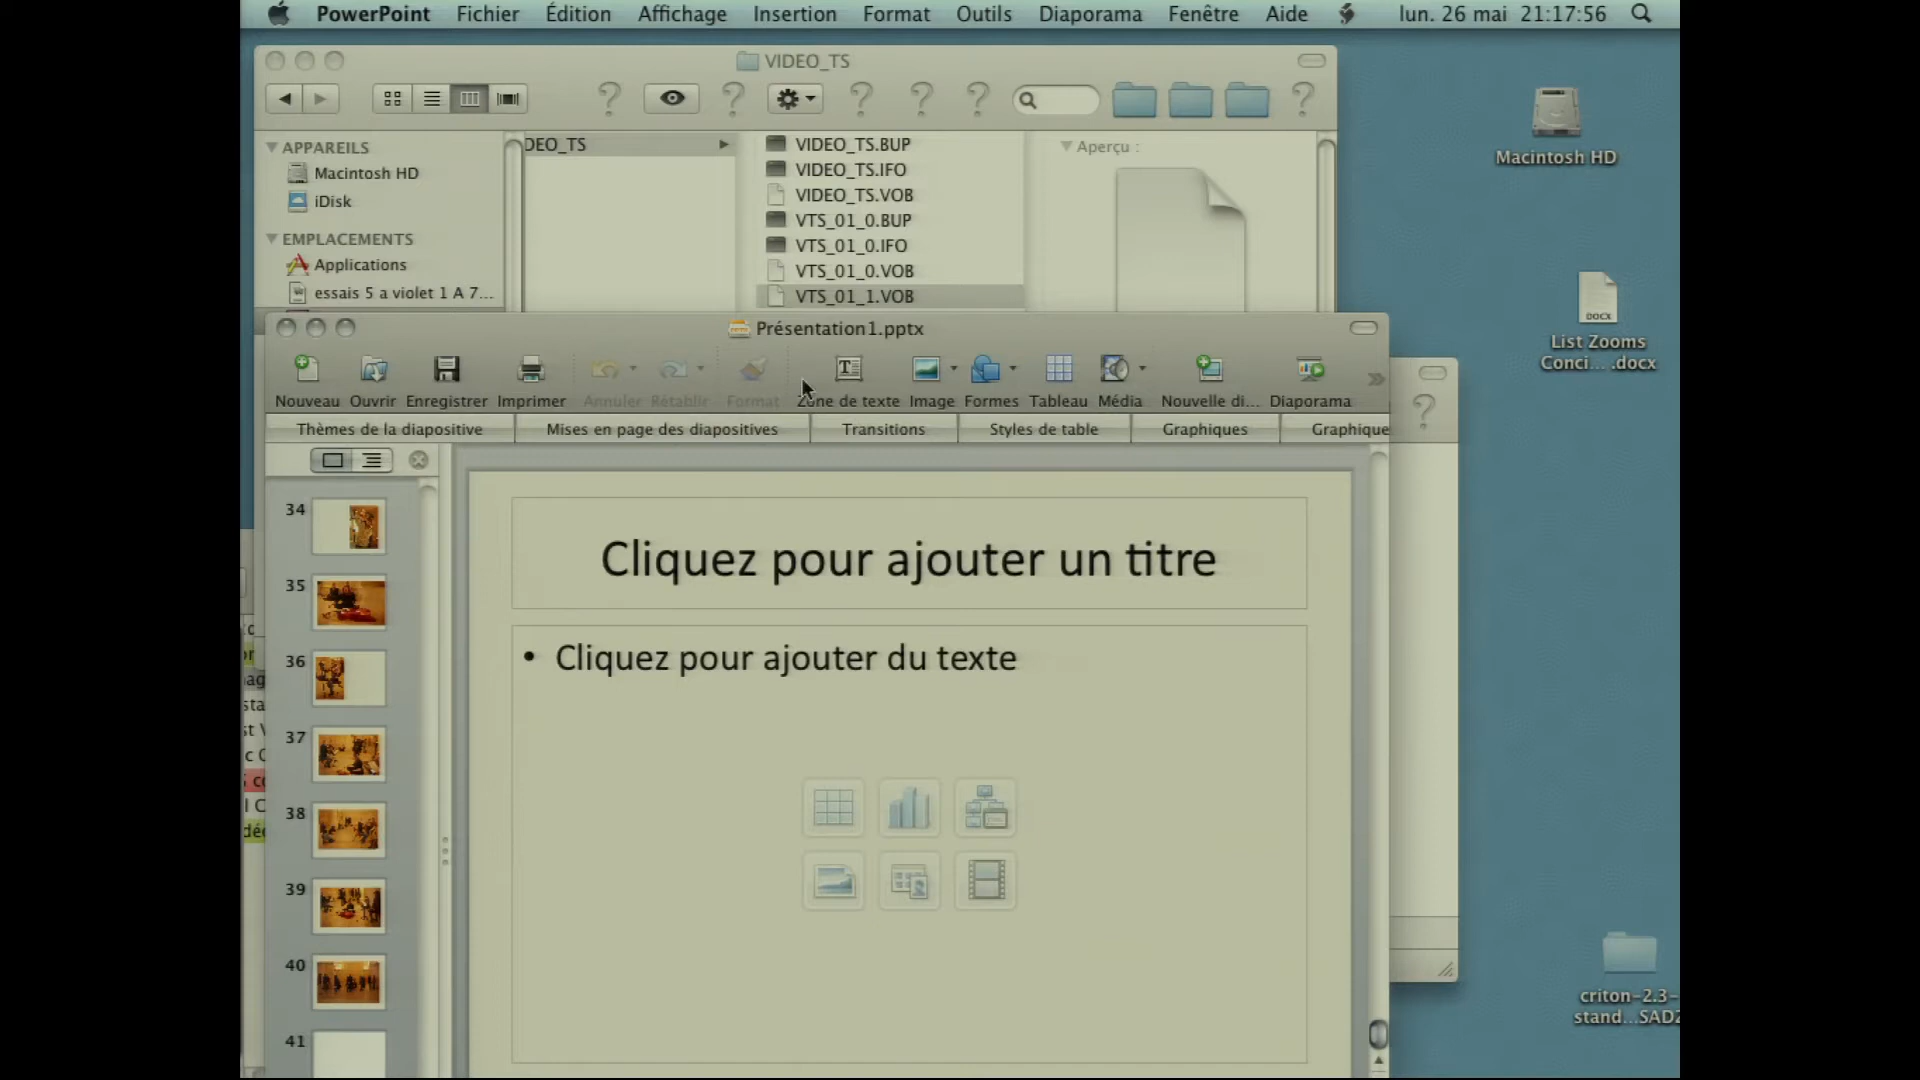 PowerPoint Fichier Édition Affichage Insertion Format Outils Diaporama Fenêtre Aide lun. 26 mai 21:17:56
VIDEO_TS
APPAREILS
Macintosh HD
iDisk
EMPLACEMENTS
Applications
essais 5 a violet 1 A 7...
DEO_TS
VIDEO_TS.BUP
VIDEO_TS.IFO
VIDEO_TS.VOB
VTS_01_0.BUP
VTS_01_0.IFO
VTS_01_0.VOB
VTS_01_1.VOB
Aperçu :
Macintosh HD
DOCX
List Zooms
Conci... .docx
Présentation1.pptx
Nouveau Ouvrir Enregistrer Imprimer Annuler Rétablir Format Zone de texte Image Formes Tableau Média Nouvelle di... Diaporama
Thèmes de la diapositive Mises en page des diapositives Transitions Styles de table Graphiques Graphique
34
35
36
37
38
39
40
41
Cliquez pour ajouter un titre
• Cliquez pour ajouter du texte
criton-2.3-
stand...SADZ